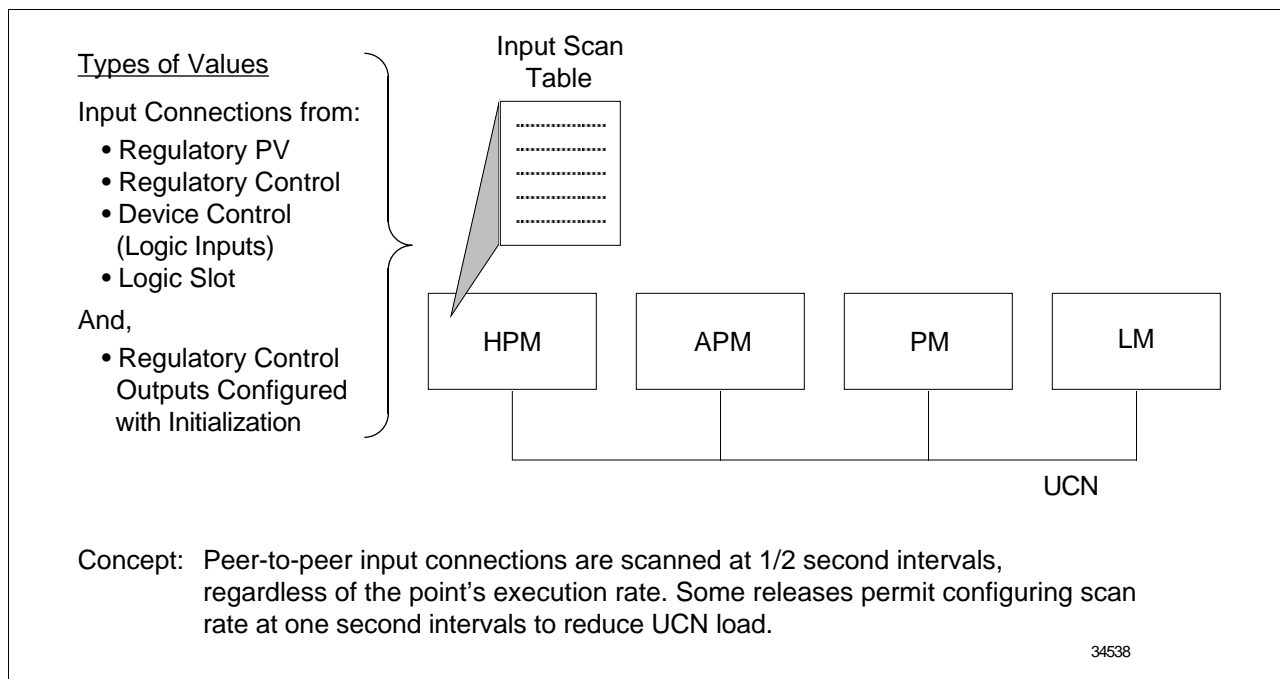 Types of Values
Input Connections from:
• Regulatory PV
• Regulatory Control
• Device Control
(Logic Inputs)
• Logic Slot
And,
• Regulatory Control
Outputs Configured
with Initialization
Input Scan
Table
HPM
APM
PM
LM
UCN
Concept: Peer-to-peer input connections are scanned at 1/2 second intervals,
regardless of the point's execution rate. Some releases permit configuring scan
rate at one second intervals to reduce UCN load.
34538